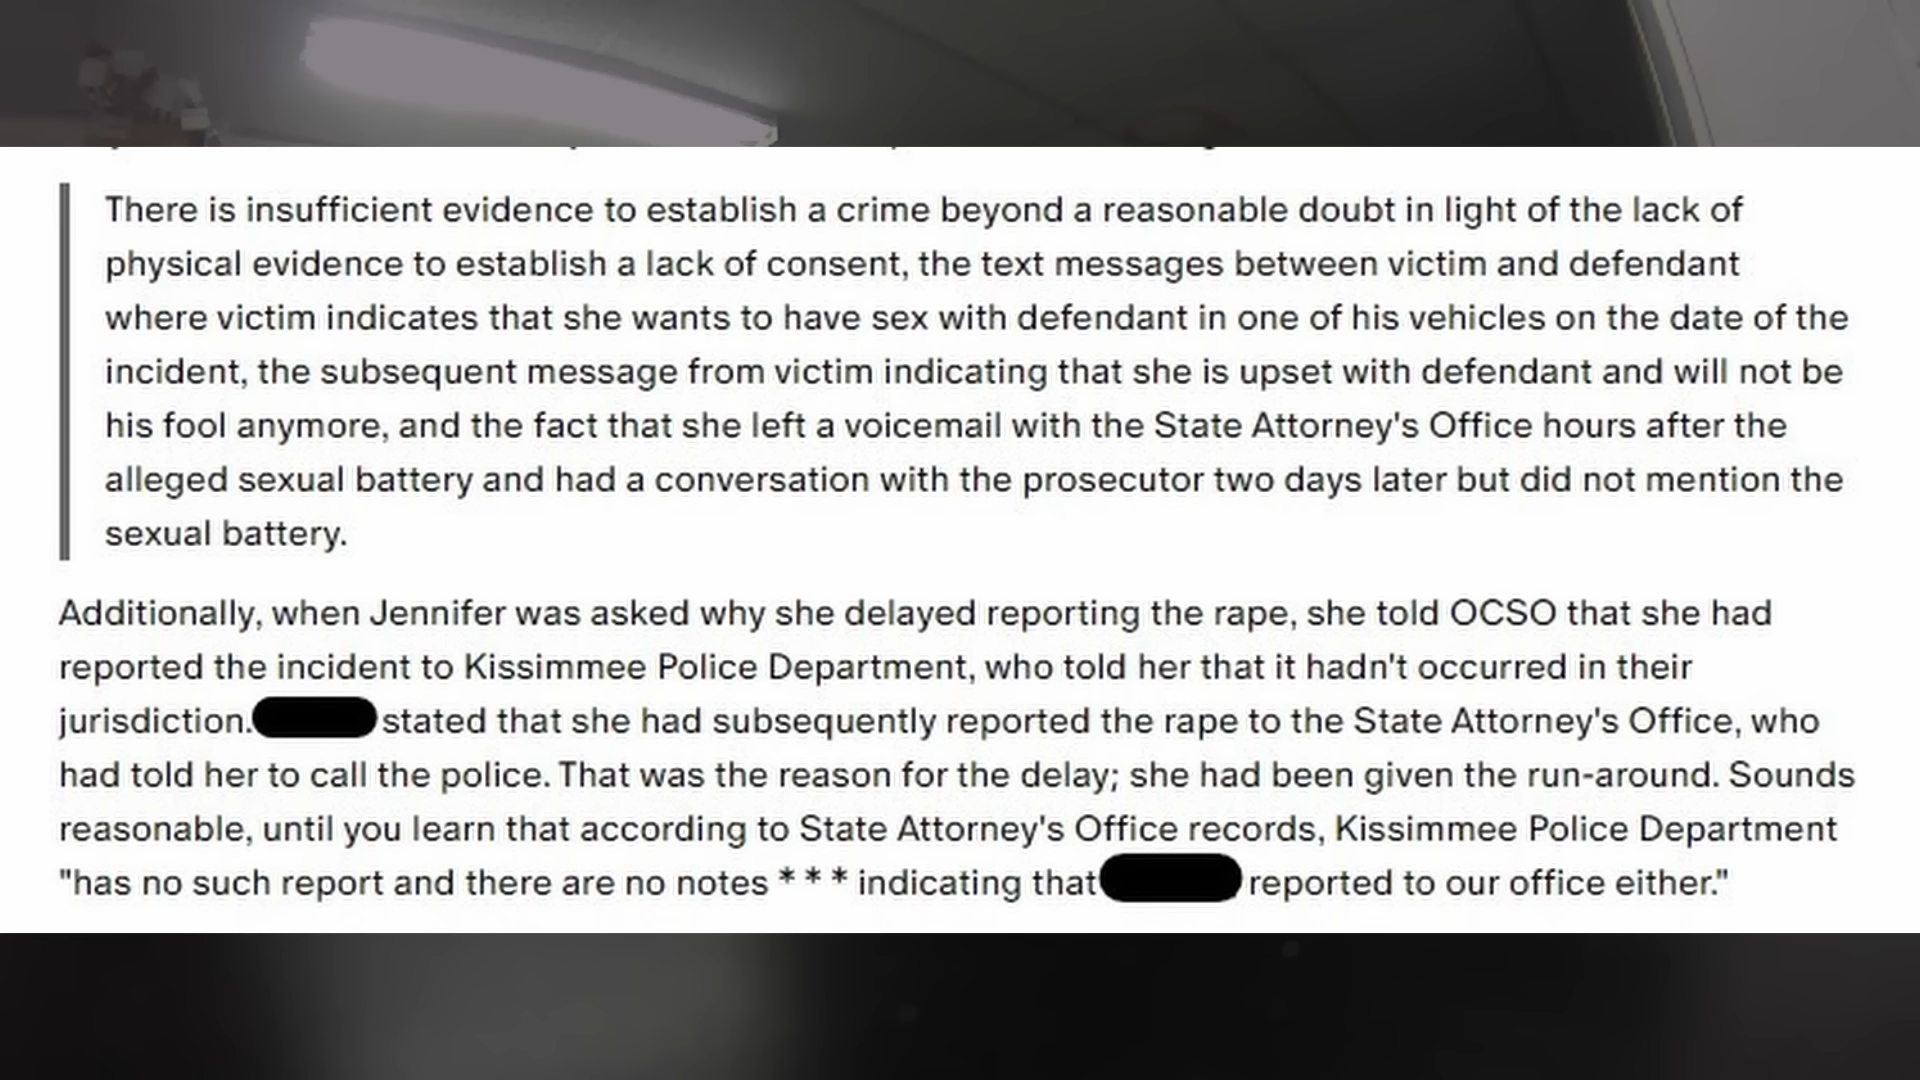 There is insufficient evidence to establish a crime beyond a reasonable doubt in light of the lack of
physical evidence to establish a lack of consent, the text messages between victim and defendant
where victim indicates that she wants to have sex with defendant in one of his vehicles on the date of the
incident, the subsequent message from victim indicating that she is upset with defendant and will not be
his fool anymore, and the fact that she left a voicemail with the State Attorney's Office hours after the
alleged sexual battery and had a conversation with the prosecutor two days later but did not mention the
sexual battery.
Additionally, when Jennifer was asked why she delayed reporting the rape, she told OCSO that she had
reported the incident to Kissimmee Police Department, who told her that it hadn't occurred in their
jurisdiction. stated that she had subsequently reported the rape to the State Attorney's Office, who
had told her to call the police. That was the reason for the delay; she had been given the run-around. Sounds
reasonable, until you learn that according to State Attorney's Office records, Kissimmee Police Department
"has no such report and there are no notes * * * indicating that reported to our office either."